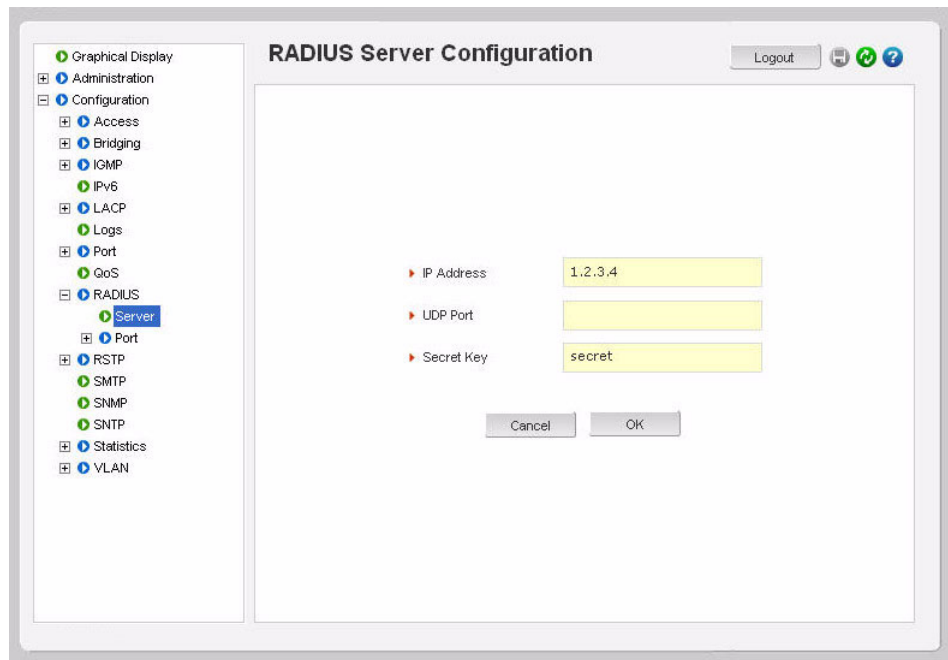 RADIUS Server Configuration
Logout
Graphical Display
Administration
Configuration
Access
Bridging
IGMP
IPv6
LACP
Logs
Port
QoS
RADIUS
Server
Port
RSTP
SMTP
SNMP
SNTP
Statistics
VLAN
IP Address 1.2.3.4
UDP Port
Secret Key secret
Cancel OK